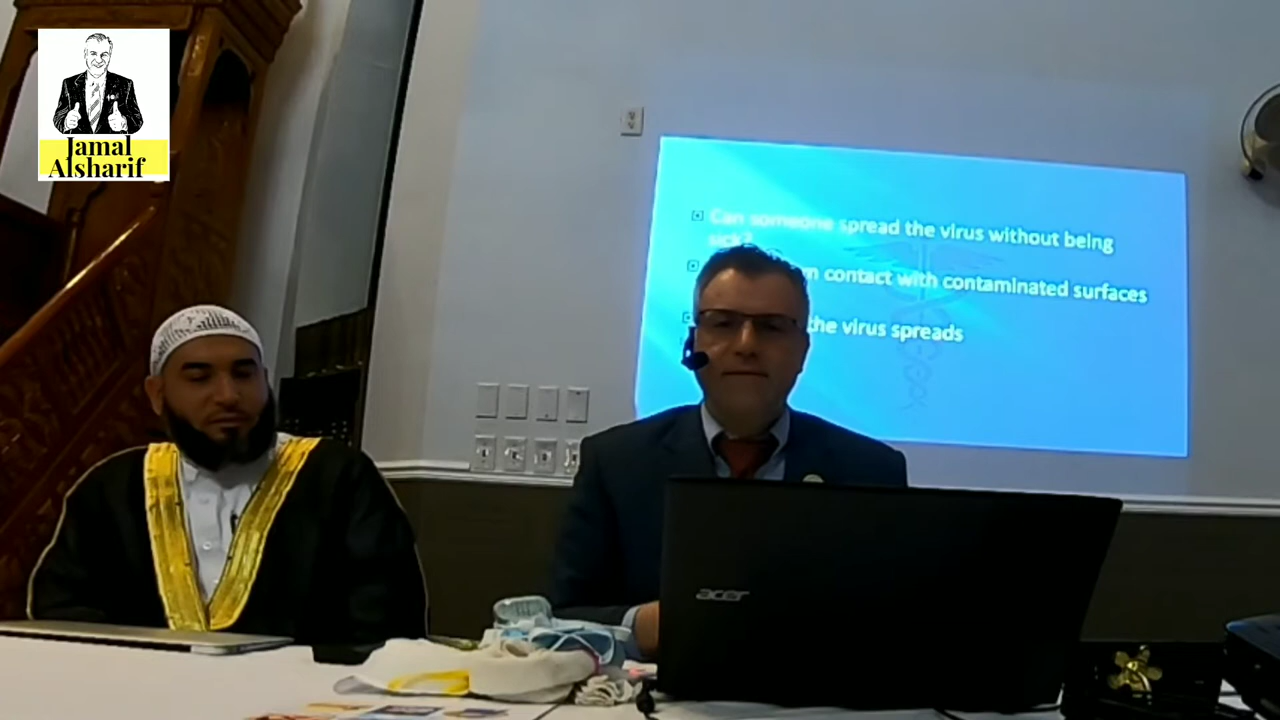 Jamal
Alsharif
Can someone spread the virus without being
sick?
contact with contaminated surfaces
the virus spreads
acer